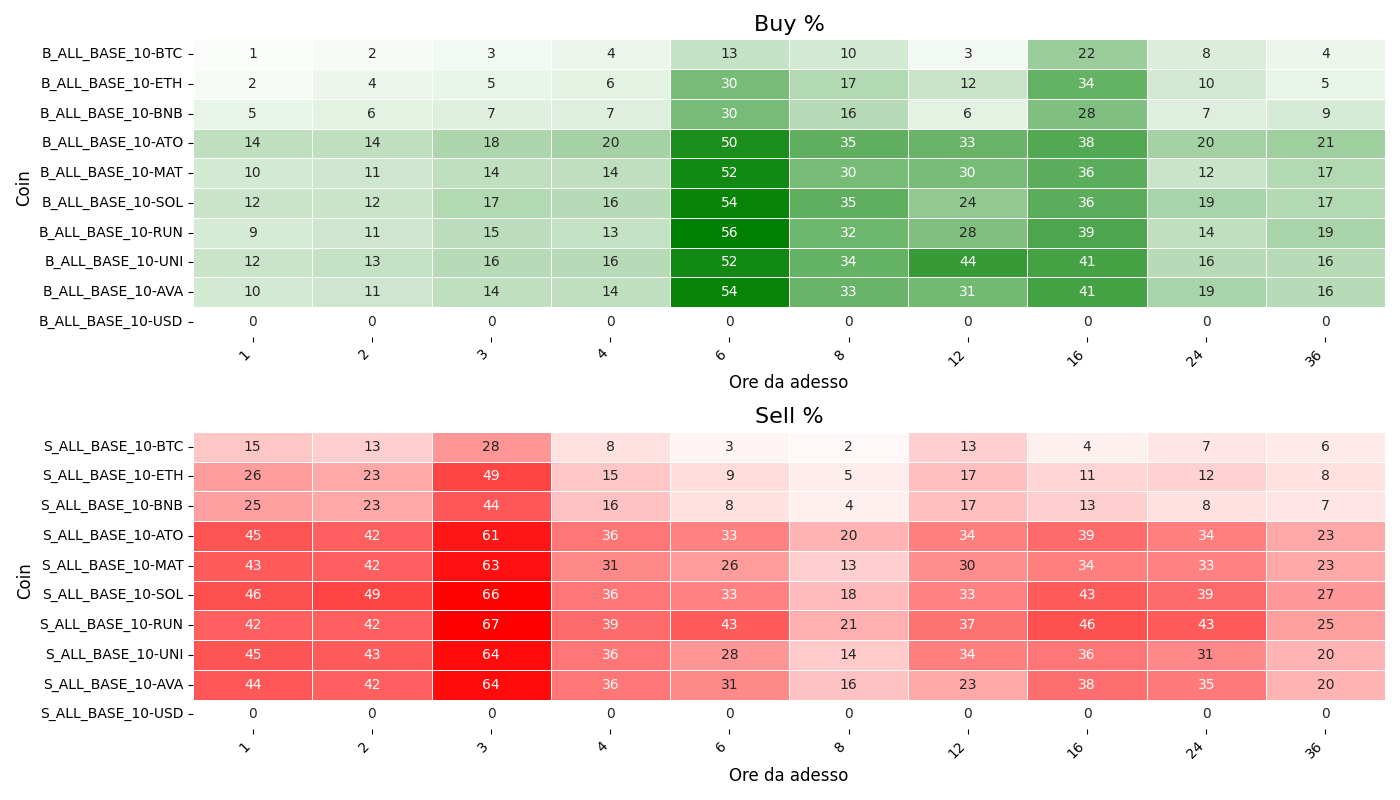 Buy %
Coin
B_ALL_BASE_10-BTC 1 2 3 4 13 10 3 22 8 4
B_ALL_BASE_10-ETH 2 4 5 6 30 17 12 34 10 5
B_ALL_BASE_10-BNB 5 6 7 7 30 16 6 28 7 9
B_ALL_BASE_10-ATO 14 14 18 20 50 35 33 38 20 21
B_ALL_BASE_10-MAT 10 11 14 14 52 30 30 36 12 17
B_ALL_BASE_10-SOL 12 12 17 16 54 35 24 36 19 17
B_ALL_BASE_10-RUN 9 11 15 13 56 32 28 39 14 19
B_ALL_BASE_10-UNI 12 13 16 16 52 34 44 41 16 16
B_ALL_BASE_10-AVA 10 11 14 14 54 33 31 41 19 16
B_ALL_BASE_10-USD 0 0 0 0 0 0 0 0 0 0
1 2 3 4 6 8 12 16 24 36
Ore da adesso
Sell %
Coin
S_ALL_BASE_10-BTC 15 13 28 8 3 2 13 4 7 6
S_ALL_BASE_10-ETH 26 23 49 15 9 5 17 11 12 8
S_ALL_BASE_10-BNB 25 23 44 16 8 4 17 13 8 7
S_ALL_BASE_10-ATO 45 42 61 36 33 20 34 39 34 23
S_ALL_BASE_10-MAT 43 42 63 31 26 13 30 34 33 23
S_ALL_BASE_10-SOL 46 49 66 36 33 18 33 43 39 27
S_ALL_BASE_10-RUN 42 42 67 39 43 21 37 46 43 25
S_ALL_BASE_10-UNI 45 43 64 36 28 14 34 36 31 20
S_ALL_BASE_10-AVA 44 42 64 36 31 16 23 38 35 20
S_ALL_BASE_10-USD 0 0 0 0 0 0 0 0 0 0
1 2 3 4 6 8 12 16 24 36
Ore da adesso